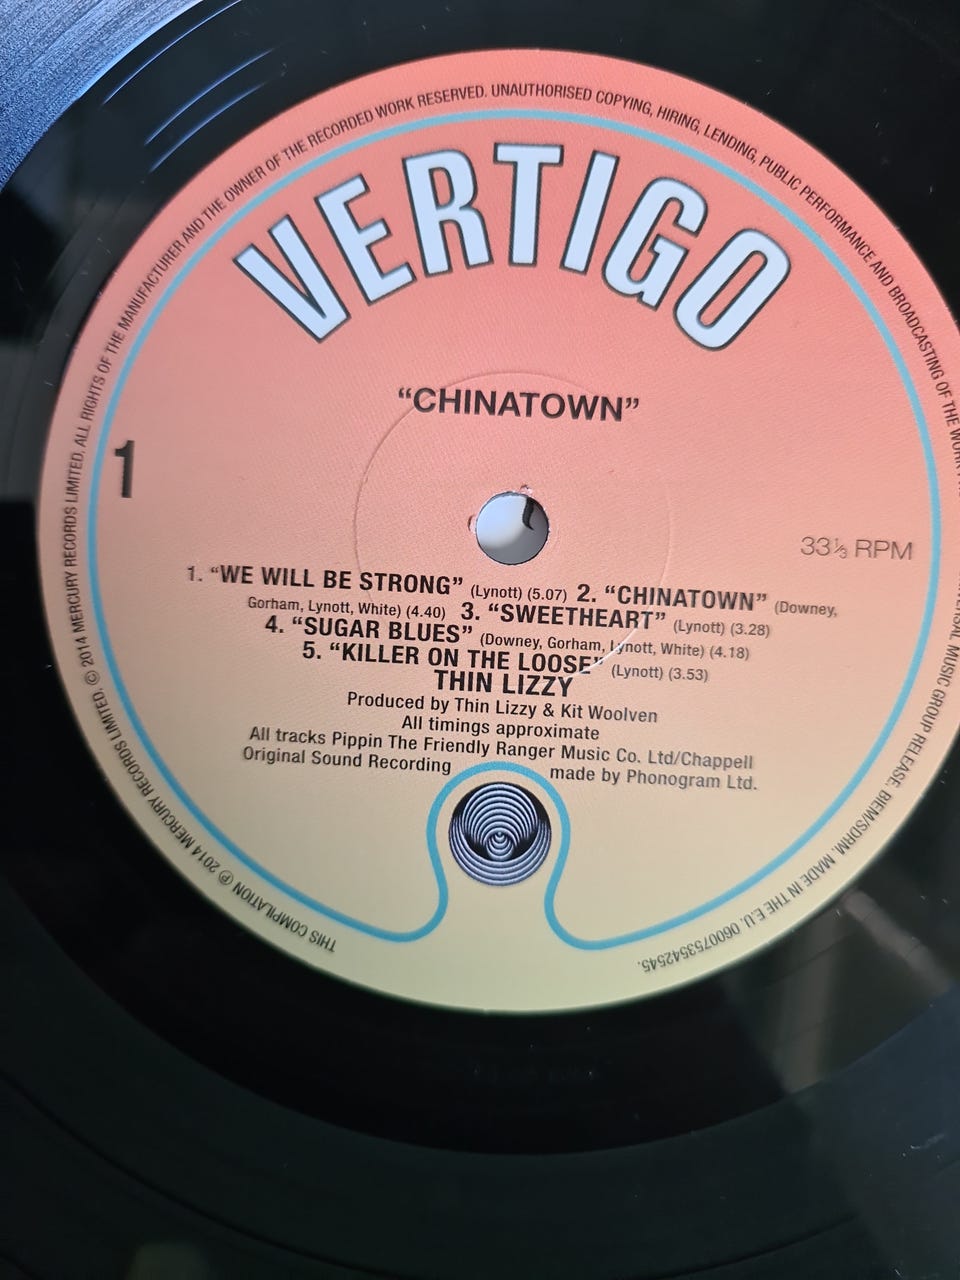 VERTIGO
“CHINATOWN”
1
33⅓ RPM
1. “WE WILL BE STRONG” (Lynott) (5.07) 2. “CHINATOWN” (Downey,
Gorham, Lynott, White) (4.40) 3. “SWEETHEART” (Lynott) (3.28)
4. “SUGAR BLUES” (Downey, Gorham, Lynott, White) (4.18)
5. “KILLER ON THE LOOSE” (Lynott) (3.53)
THIN LIZZY
Produced by Thin Lizzy & Kit Woolven
All timings approximate
All tracks Pippin The Friendly Ranger Music Co. Ltd/Chappell
Original Sound Recording made by Phonogram Ltd.
THIS COMPILATION ℗ 2014 MERCURY RECORDS LIMITED. © 2014 MERCURY RECORDS LIMITED. ALL RIGHTS OF THE MANUFACTURER AND THE OWNER OF THE RECORDED WORK RESERVED. UNAUTHORISED COPYING, HIRING, LENDING, PUBLIC PERFORMANCE AND BROADCASTING OF THE WORK MUSIC GROUP RELEASE. BIEM/SDRM. MADE IN THE E.U. 0600753542545.